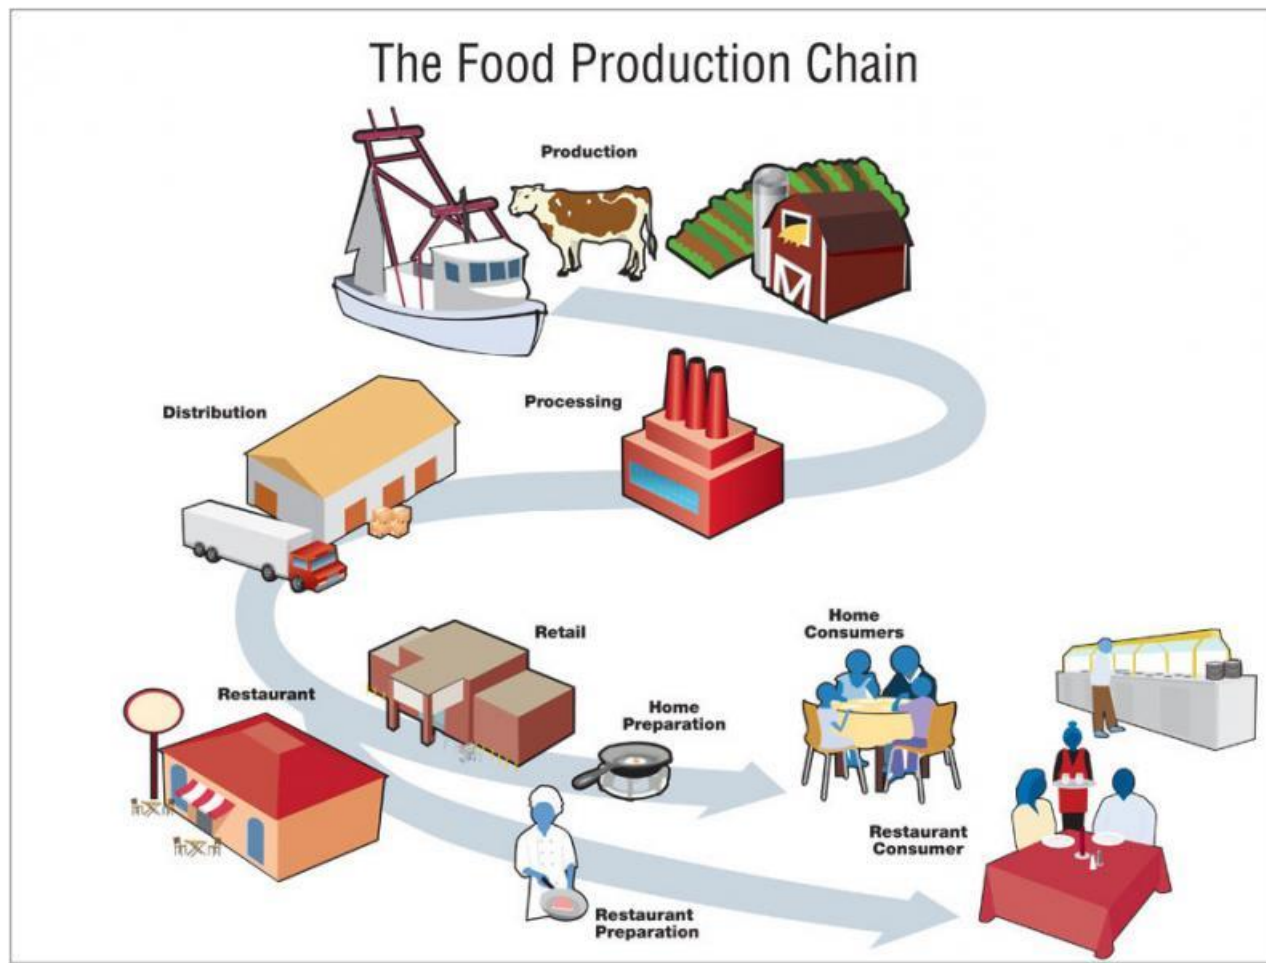 The Food Production Chain
Production
Processing
Distribution
Retail
Restaurant
Home
Preparation
Home
Consumers
Restaurant
Preparation
Restaurant
Consumer